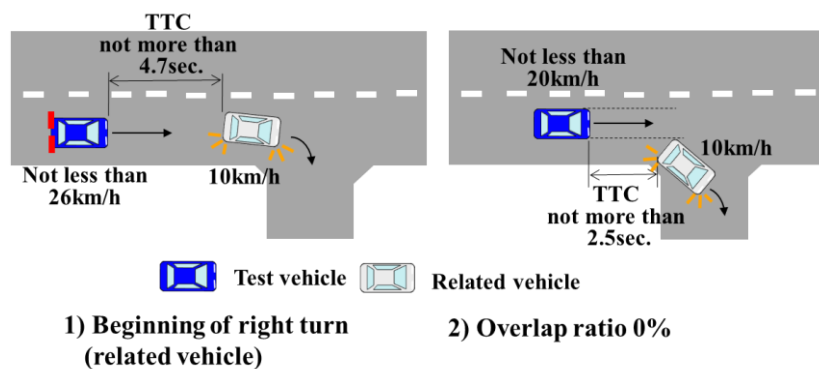 TTC
not more than
4.7sec.
Not less than
26km/h
10km/h
Not less than
20km/h
10km/h
TTC
not more than
2.5sec.
Test vehicle
Related vehicle
1) Beginning of right turn
(related vehicle)
2) Overlap ratio 0%